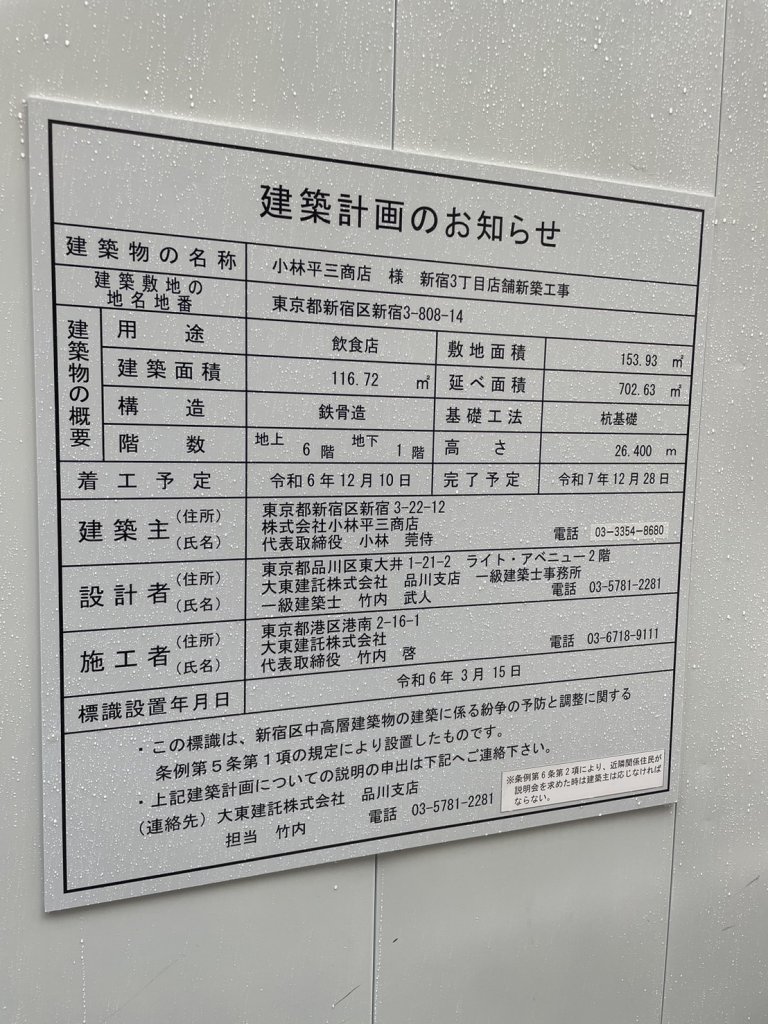 建築計画のお知らせ
建築物の名称 小林平三商店 様 新宿3丁目店舗新築工事
建築敷地の地名地番 東京都新宿区新宿3-808-14
建築物の概要
用途 飲食店 敷地面積 153.93 ㎡
建築面積 116.72 ㎡ 延べ面積 702.63 ㎡
構造 鉄骨造 基礎工法 杭基礎
階数 地上 6 階 地下 1 階 高さ 26.400 m
着工予定 令和6年12月10日 完了予定 令和7年12月28日
建築主 (住所) (氏名)
東京都新宿区新宿 3-22-12
株式会社小林平三商店
代表取締役 小林 莞侍 電話 03-3354-8680
設計者 (住所) (氏名)
東京都品川区東大井 1-21-2 ライト・アベニュー2階
大東建託株式会社 品川支店 一級建築士事務所
一級建築士 竹内 武人 電話 03-5781-2281
施工者 (住所) (氏名)
東京都港区港南 2-16-1
大東建託株式会社
代表取締役 竹内 啓 電話 03-6718-9111
標識設置年月日 令和6年 3月 15日
・この標識は、新宿区中高層建築物の建築に係る紛争の予防と調整に関する
条例第5条第1項の規定により設置したものです。
・上記建築計画についての説明の申出は下記へご連絡下さい。
(連絡先) 大東建託株式会社 品川支店
担当 竹内 電話 03-5781-2281
※条例第6条第2項により、近隣関係住民が
説明会を求めた時は建築主は応じなければ
ならない。